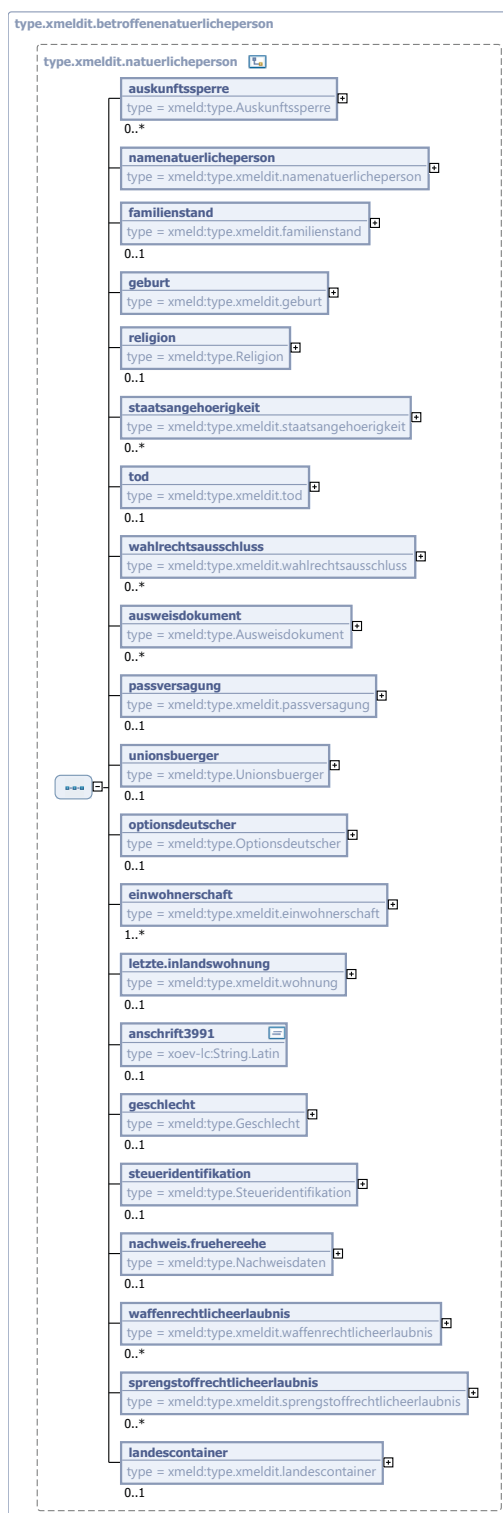 type.xmeldit.betroffenenatuerlicheperson
type.xmeldit.natuerlicheperson
auskunftssperre
type = xmeld:type.Auskunftssperre
0..*
namenatuerlicheperson
type = xmeld:type.xmeldit.namenatuerlicheperson
familienstand
type = xmeld:type.xmeldit.familienstand
0..1
geburt
type = xmeld:type.xmeldit.geburt
religion
type = xmeld:type.Religion
0..1
staatsangehoerigkeit
type = xmeld:type.xmeldit.staatsangehoerigkeit
0..*
tod
type = xmeld:type.xmeldit.tod
0..1
wahlrechtsausschluss
type = xmeld:type.xmeldit.wahlrechtsausschluss
0..*
ausweisdokument
type = xmeld:type.Ausweisdokument
0..*
passversagung
type = xmeld:type.xmeldit.passversagung
0..1
unionsbuerger
type = xmeld:type.Unionsbuerger
0..1
optionsdeutscher
type = xmeld:type.Optionsdeutscher
0..1
einwohnerschaft
type = xmeld:type.xmeldit.einwohnerschaft
1..*
letzte.inlandswohnung
type = xmeld:type.xmeldit.wohnung
0..1
anschrift3991
type = xoev-lc:String.Latin
0..1
geschlecht
type = xmeld:type.Geschlecht
0..1
steueridentifikation
type = xmeld:type.Steueridentifikation
0..1
nachweis.fruehereehe
type = xmeld:type.Nachweisdaten
0..1
waffenrechtlicheerlaubnis
type = xmeld:type.xmeldit.waffenrechtlicheerlaubnis
0..*
sprengstoffrechtlicheerlaubnis
type = xmeld:type.xmeldit.sprengstoffrechtlicheerlaubnis
0..*
landescontainer
type = xmeld:type.xmeldit.landescontainer
0..1